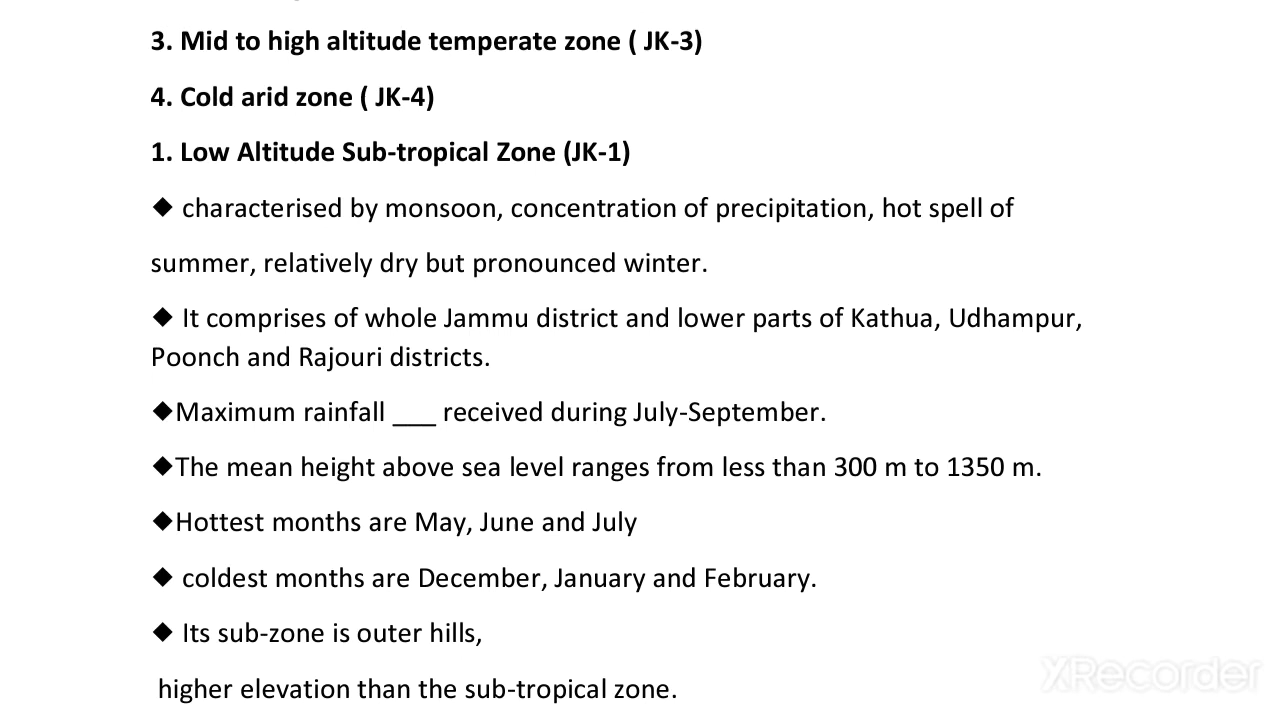 3. Mid to high altitude temperate zone ( JK-3)
4. Cold arid zone ( JK-4)
1. Low Altitude Sub-tropical Zone (JK-1)
◆ characterised by monsoon, concentration of precipitation, hot spell of
summer, relatively dry but pronounced winter.
◆ It comprises of whole Jammu district and lower parts of Kathua, Udhampur,
Poonch and Rajouri districts.
◆Maximum rainfall ___ received during July-September.
◆The mean height above sea level ranges from less than 300 m to 1350 m.
◆Hottest months are May, June and July
◆ coldest months are December, January and February.
◆ Its sub-zone is outer hills,
higher elevation than the sub-tropical zone.
XRecorder